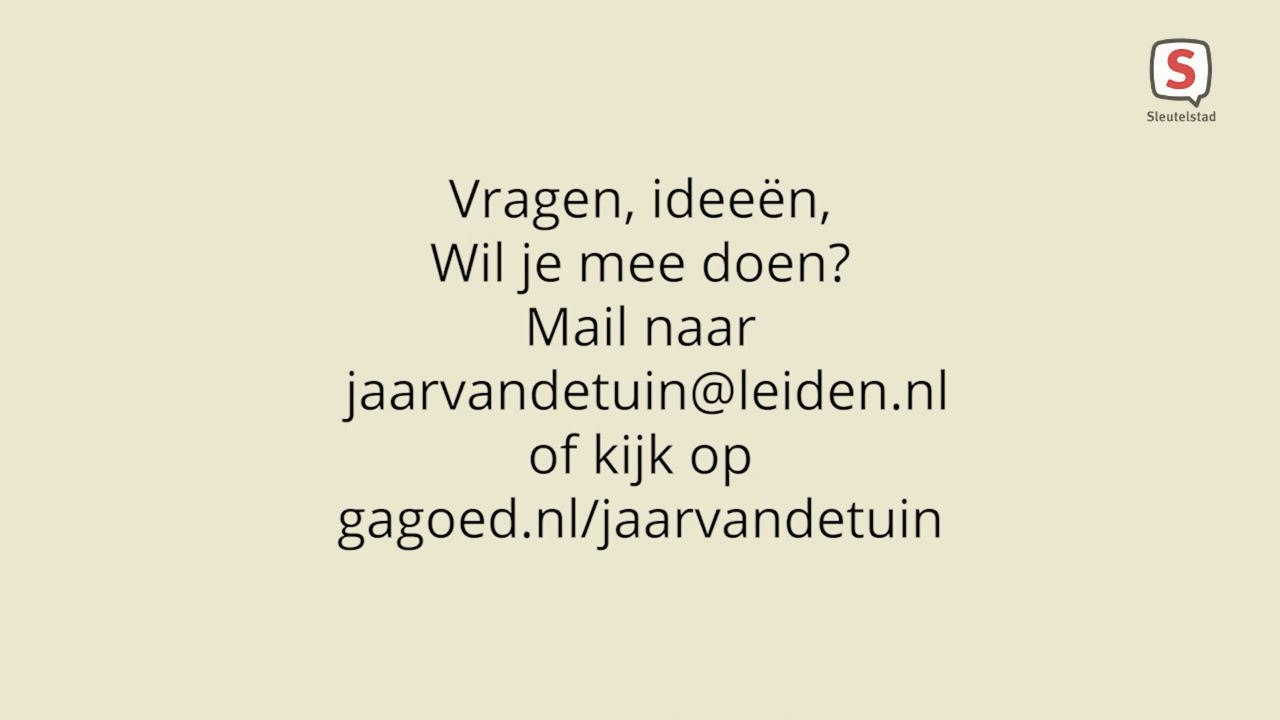 S
Sleutelstad
Vragen, ideeën,
Wil je mee doen?
Mail naar
jaarvandetuin@leiden.nl
of kijk op
gagoed.nl/jaarvandetuin